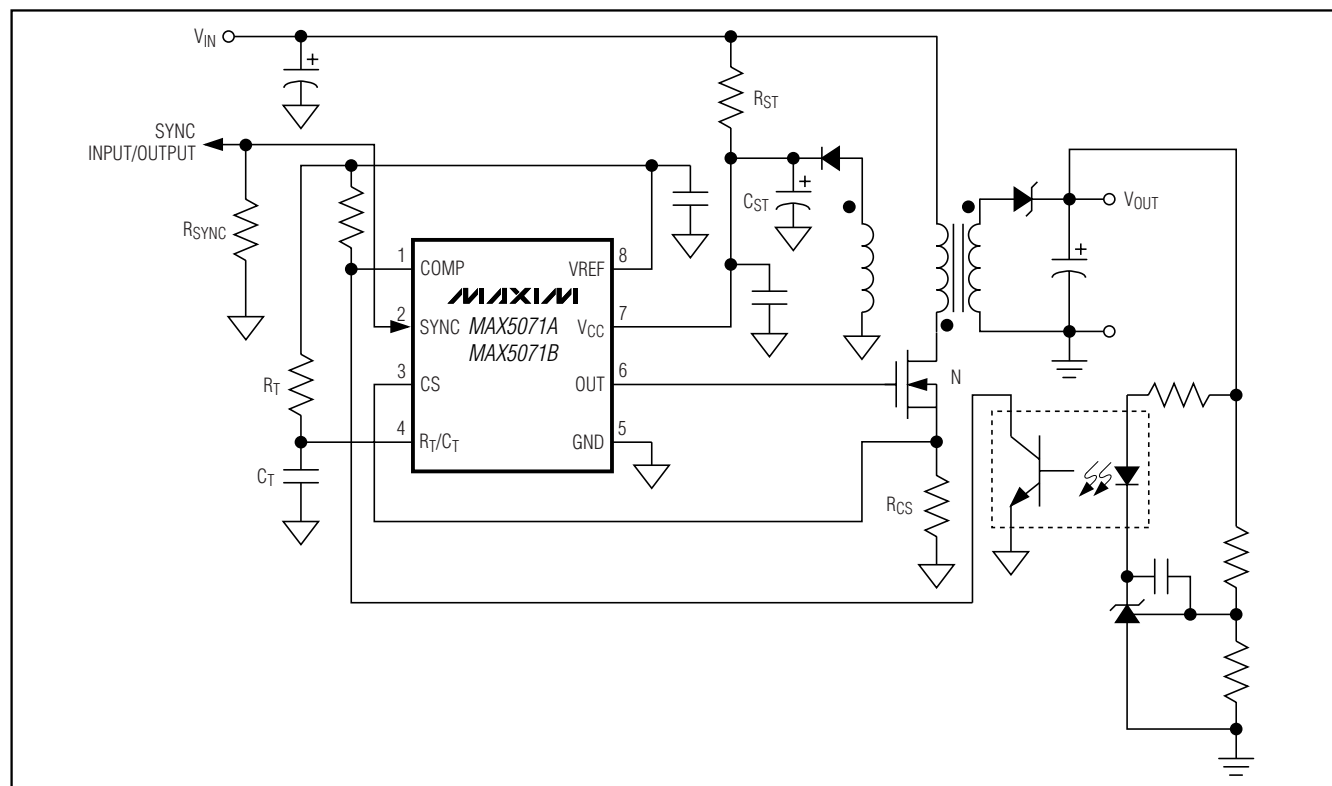 VIN
+
RST
SYNC
INPUT/OUTPUT
+
CST
VOUT
RSYNC
+
1
COMP
VREF
8
MAXIM
2
SYNC
MAX5071A
MAX5071B
VCC
7
3
CS
OUT
6
N
RT
4
RT/CT
GND
5
CT
RCS